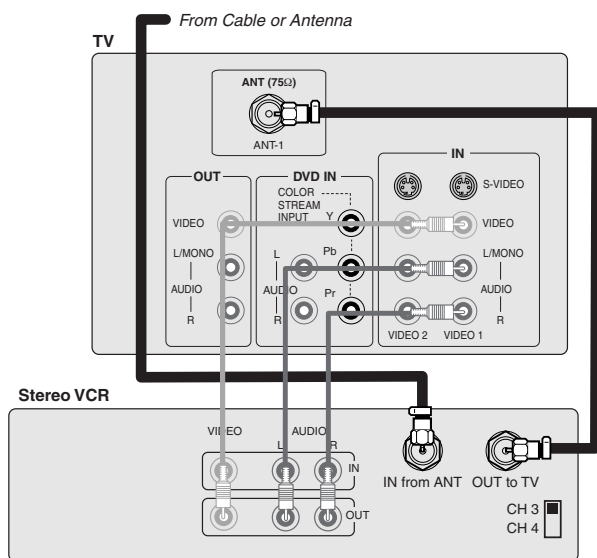 From Cable or Antenna
TV
ANT (75Ω)
ANT-1
OUT
VIDEO
L/MONO
AUDIO
R
DVD IN
COLOR
STREAM
INPUT
Y
Pb
Pr
L
AUDIO
R
IN
S-VIDEO
VIDEO
L/MONO
AUDIO
R
VIDEO 2
VIDEO 1
Stereo VCR
VIDEO
AUDIO
L
R
IN
OUT
IN from ANT
OUT to TV
CH 3
CH 4